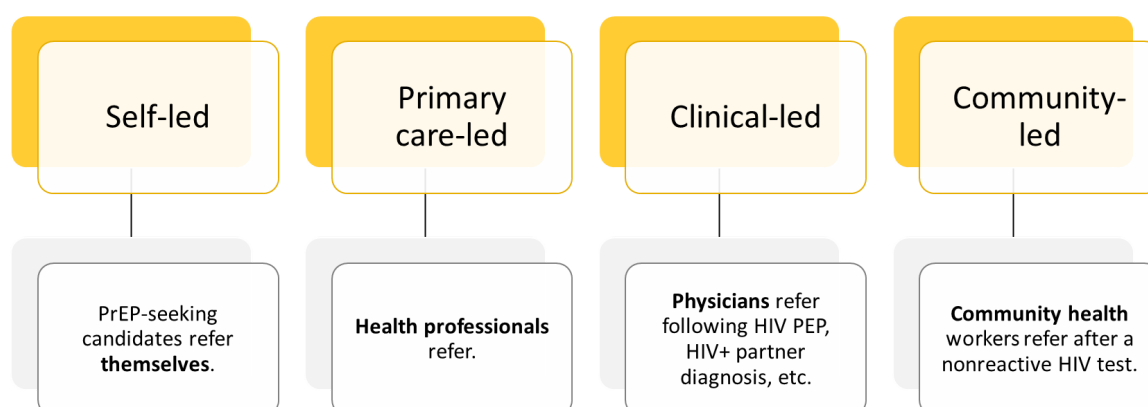 Self-led
Primary
care-led
Clinical-led
Community-
led
PrEP-seeking
candidates refer
themselves.
Health professionals
refer.
Physicians refer
following HIV PEP,
HIV+ partner
diagnosis, etc.
Community health
workers refer after a
nonreactive HIV test.